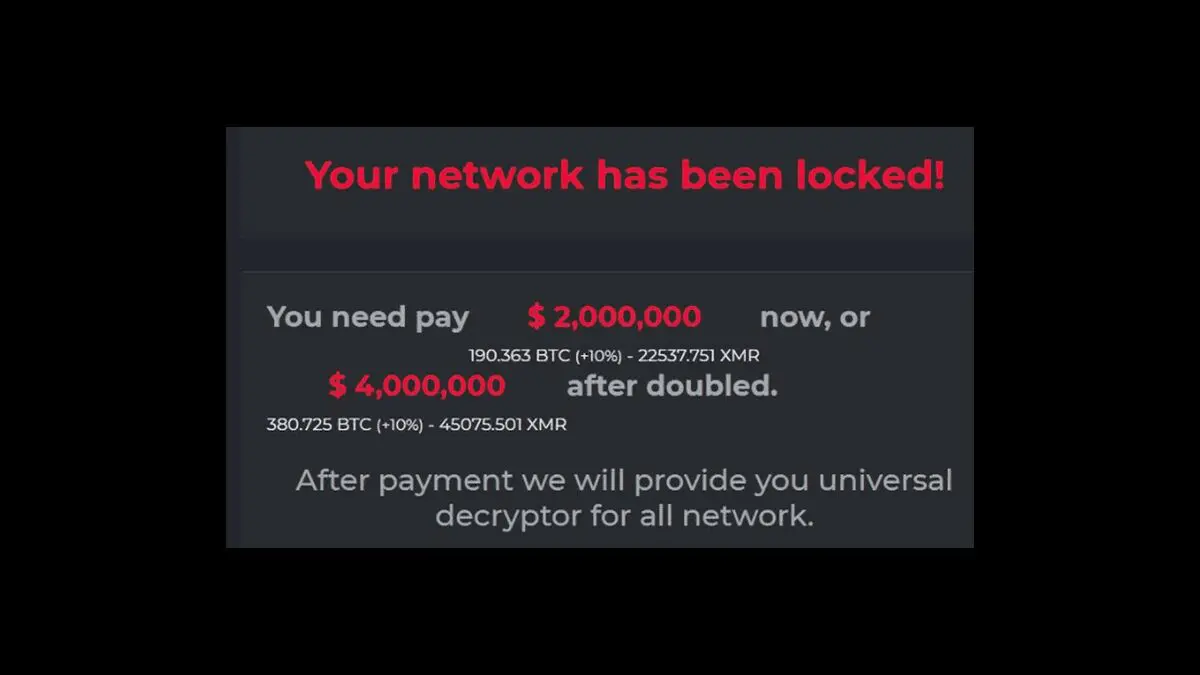 Your network has been locked!
You need pay $ 2,000,000 now, or
190.363 BTC (+10%) - 22537.751 XMR
$ 4,000,000 after doubled.
380.725 BTC (+10%) - 45075.501 XMR
After payment we will provide you universal
decryptor for all network.